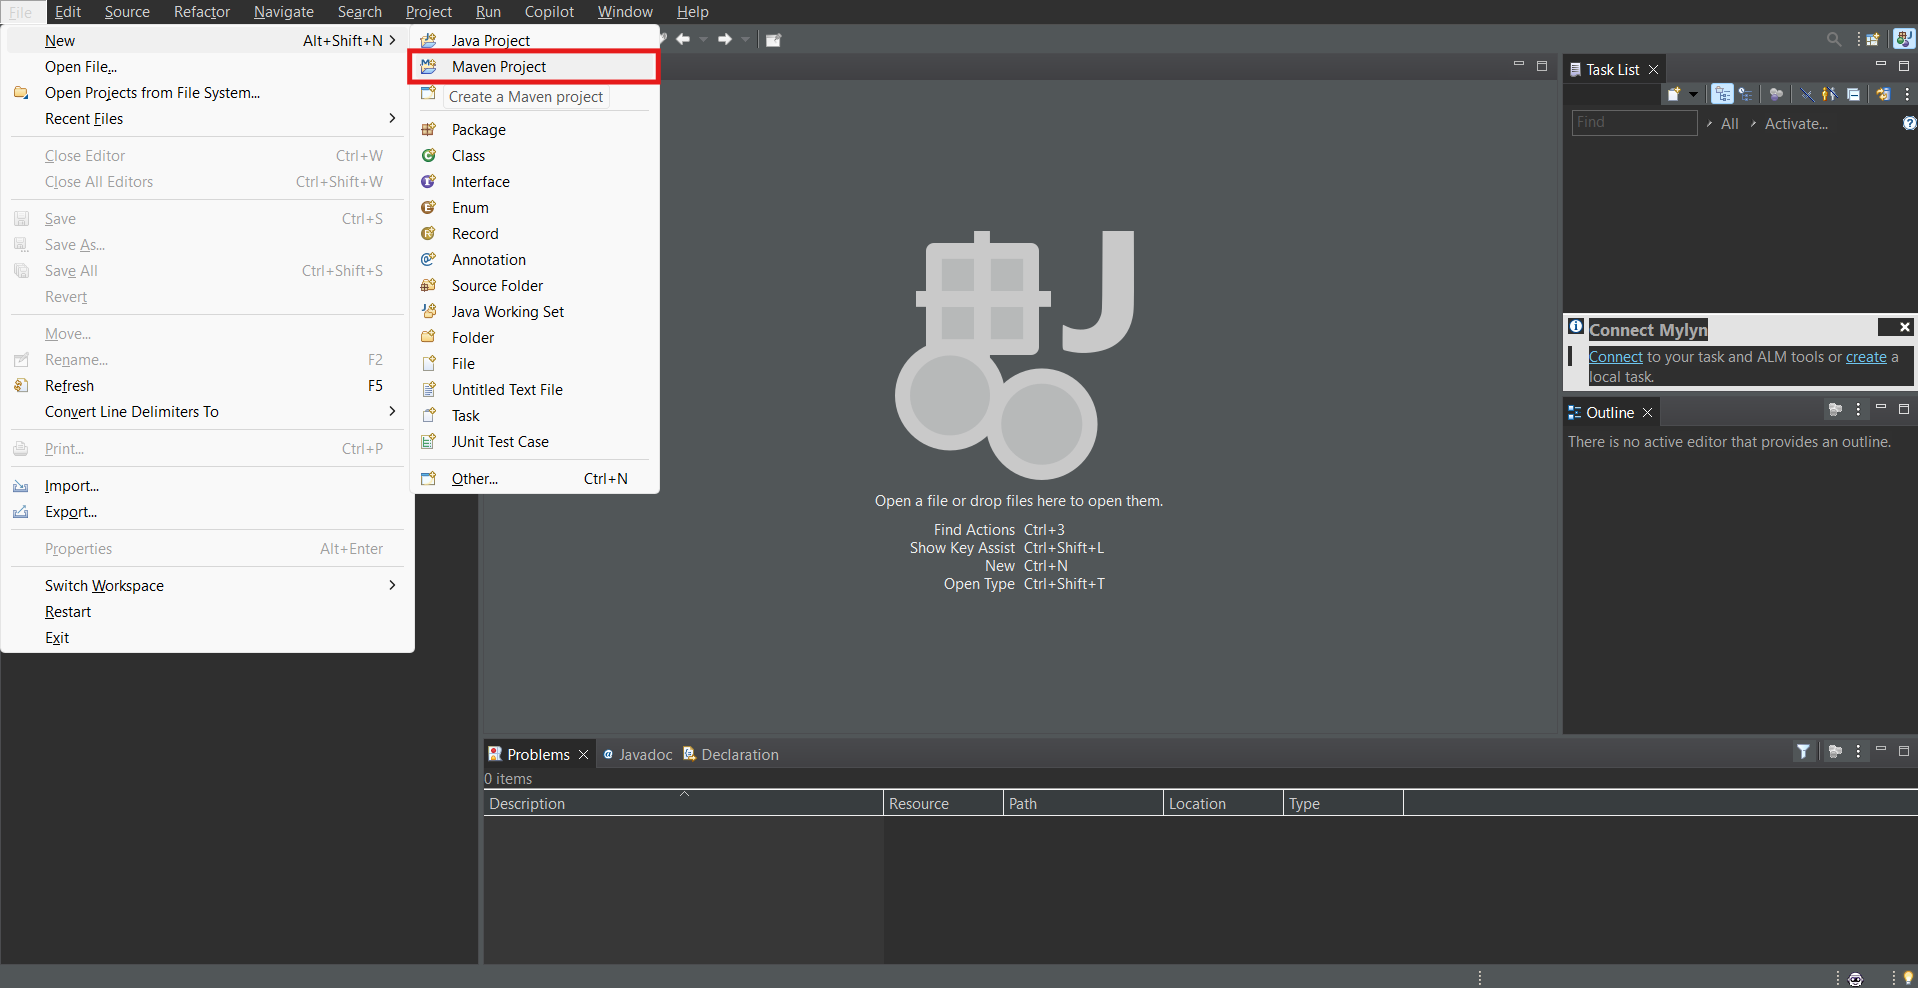 File Edit Source Refactor Navigate Search Project Run Copilot Window Help
New Alt+Shift+N
Open File...
Open Projects from File System...
Recent Files
Close Editor Ctrl+W
Close All Editors Ctrl+Shift+W
Save Ctrl+S
Save As...
Save All Ctrl+Shift+S
Revert
Move...
Rename... F2
Refresh F5
Convert Line Delimiters To
Print... Ctrl+P
Import...
Export...
Properties Alt+Enter
Switch Workspace
Restart
Exit
Java Project
Maven Project
Create a Maven project
Package
Class
Interface
Enum
Record
Annotation
Source Folder
Java Working Set
Folder
File
Untitled Text File
Task
JUnit Test Case
Other... Ctrl+N
Open a file or drop files here to open them.
Find Actions Ctrl+3
Show Key Assist Ctrl+Shift+L
New Ctrl+N
Open Type Ctrl+Shift+T
Task List
Find All Activate...
Connect Mylyn
Connect to your task and ALM tools or create a
local task.
Outline
There is no active editor that provides an outline.
Problems Javadoc Declaration
0 items
Description Resource Path Location Type